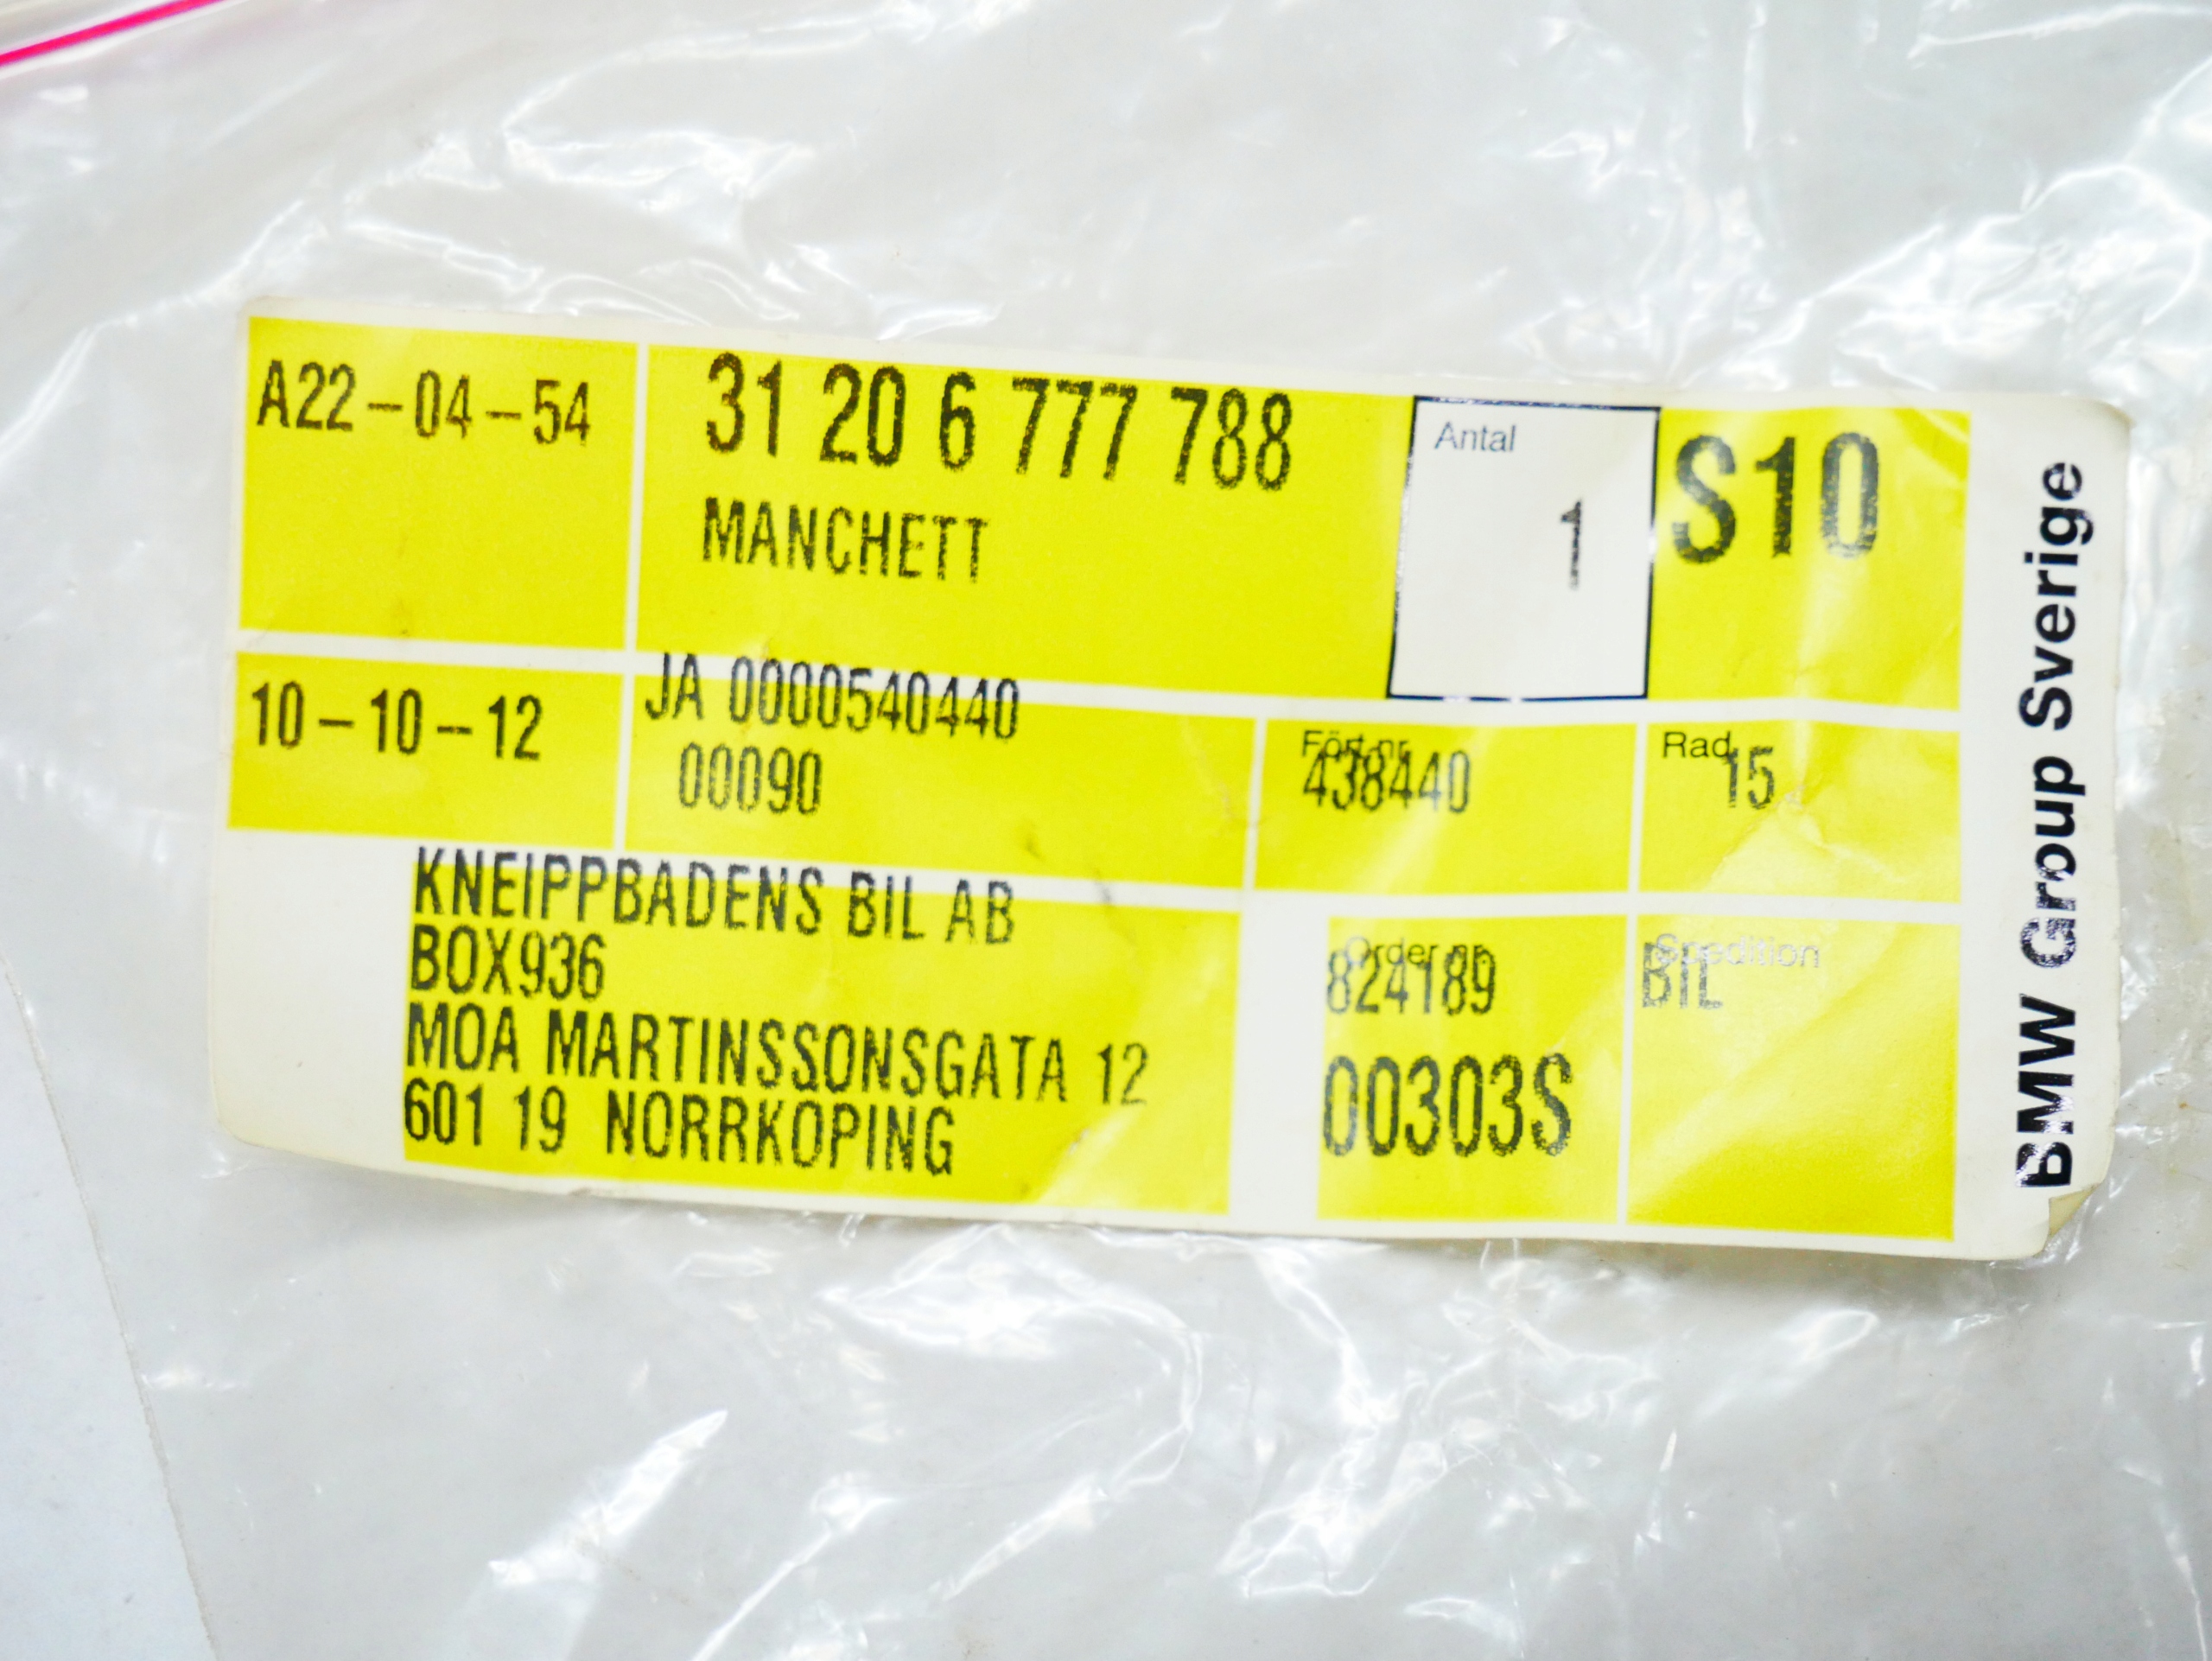 A22-04-54
31 20 6 777 788
MANCHETT
Antal
1
S10
10-10-12
JA 0000540440
00090
Förd nr
438440
Rad
15
KNEIPPBADENS BIL AB
BOX936
MOA MARTINSSONSGATA 12
601 19 NORRKOPING
Order nr.
824189
00303S
Spedition
BIL
BMW Group Sverige